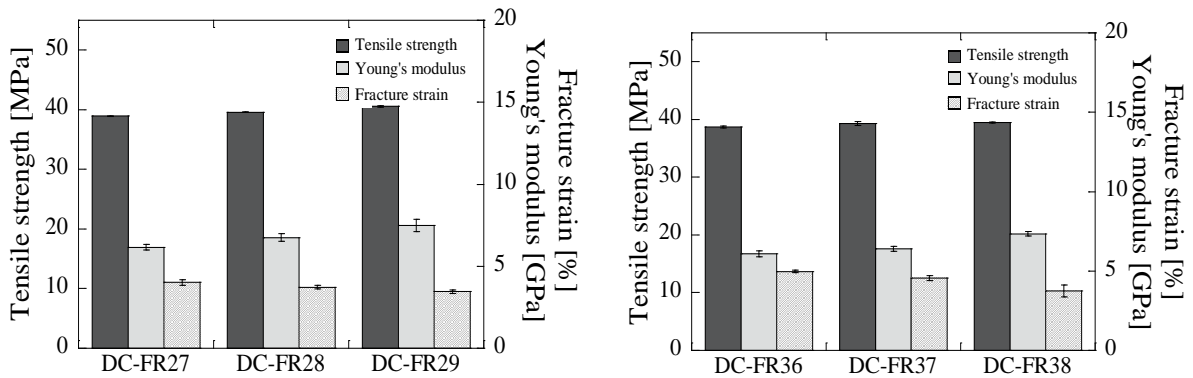 Tensile strength [MPa]
50
40
30
20
10
0
Tensile strength
Young's modulus
Fracture strain
DC-FR27
DC-FR28
DC-FR29
20
15
10
5
0
Young's modulus [GPa]
Fracture strain [%]
Tensile strength [MPa]
50
40
30
20
10
0
Tensile strength
Young's modulus
Fracture strain
DC-FR36
DC-FR37
DC-FR38
20
15
10
5
0
Young's modulus [GPa]
Fracture strain [%]